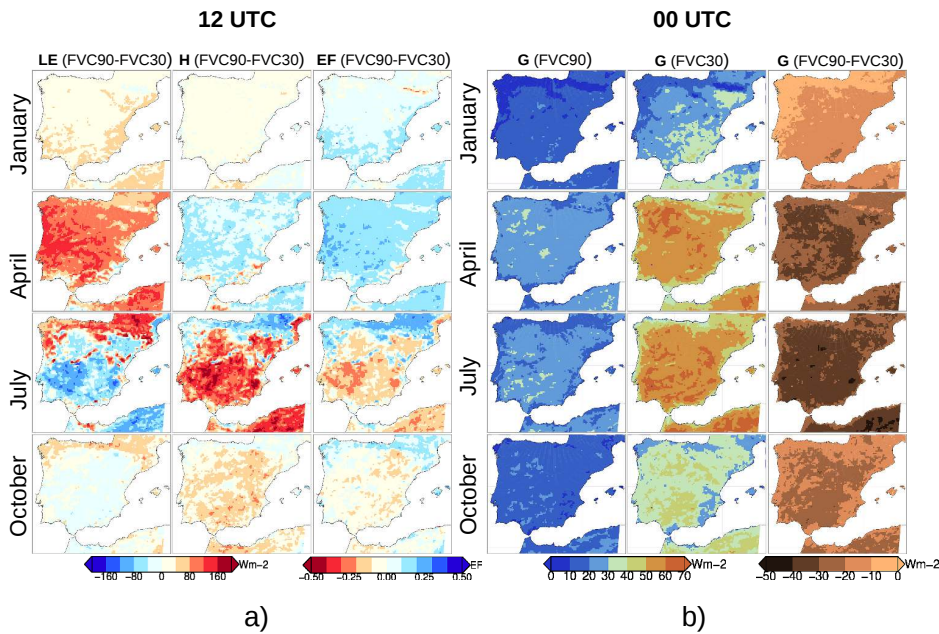 12 UTC
00 UTC
LE (FVC90-FVC30) H (FVC90-FVC30) EF (FVC90-FVC30)
G (FVC90) G (FVC30) G (FVC90-FVC30)
January
January
April
April
July
July
October
October
−160 −80 0 80 160 Wm-2
−0.50 −0.25 0.00 0.25 0.50 EF
0 10 20 30 40 50 60 70 Wm-2
−50 −40 −30 −20 −10 0 Wm-2
a)
b)